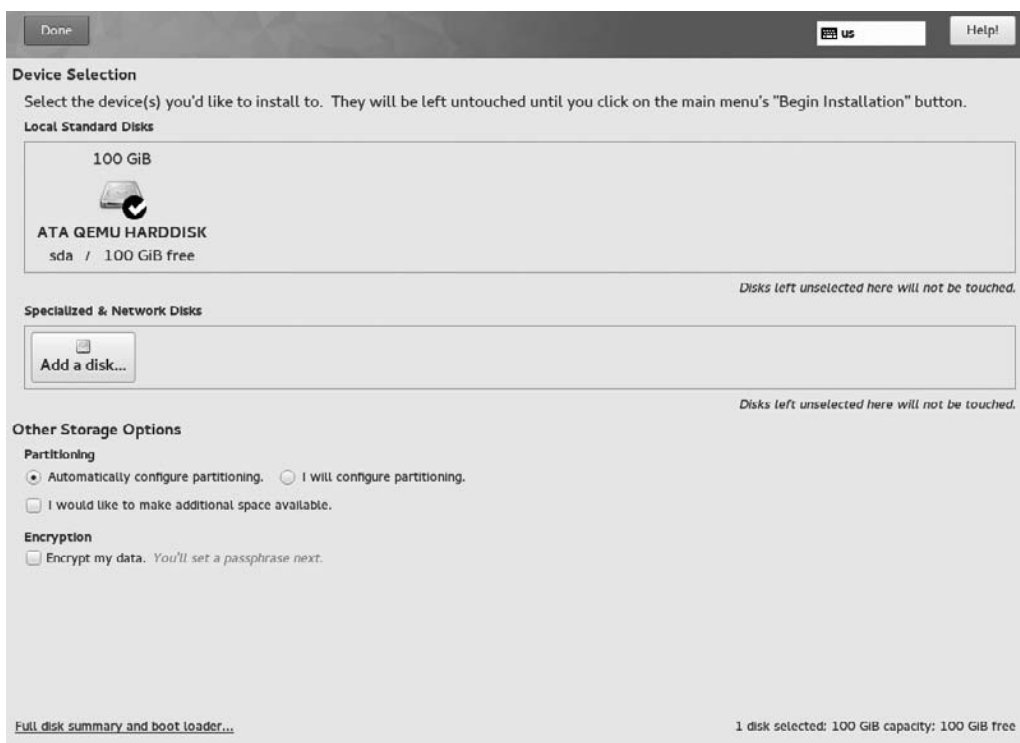 Done
us
Help!
Device Selection
Select the device(s) you'd like to install to. They will be left untouched until you click on the main menu's "Begin Installation" button.
Local Standard Disks
100 GiB
ATA QEMU HARDDISK
sda / 100 GiB free
Disks left unselected here will not be touched.
Specialized & Network Disks
Add a disk...
Disks left unselected here will not be touched.
Other Storage Options
Partitioning
Automatically configure partitioning. I will configure partitioning.
I would like to make additional space available.
Encryption
Encrypt my data. You'll set a passphrase next.
Full disk summary and boot loader...
1 disk selected; 100 GiB capacity; 100 GiB free